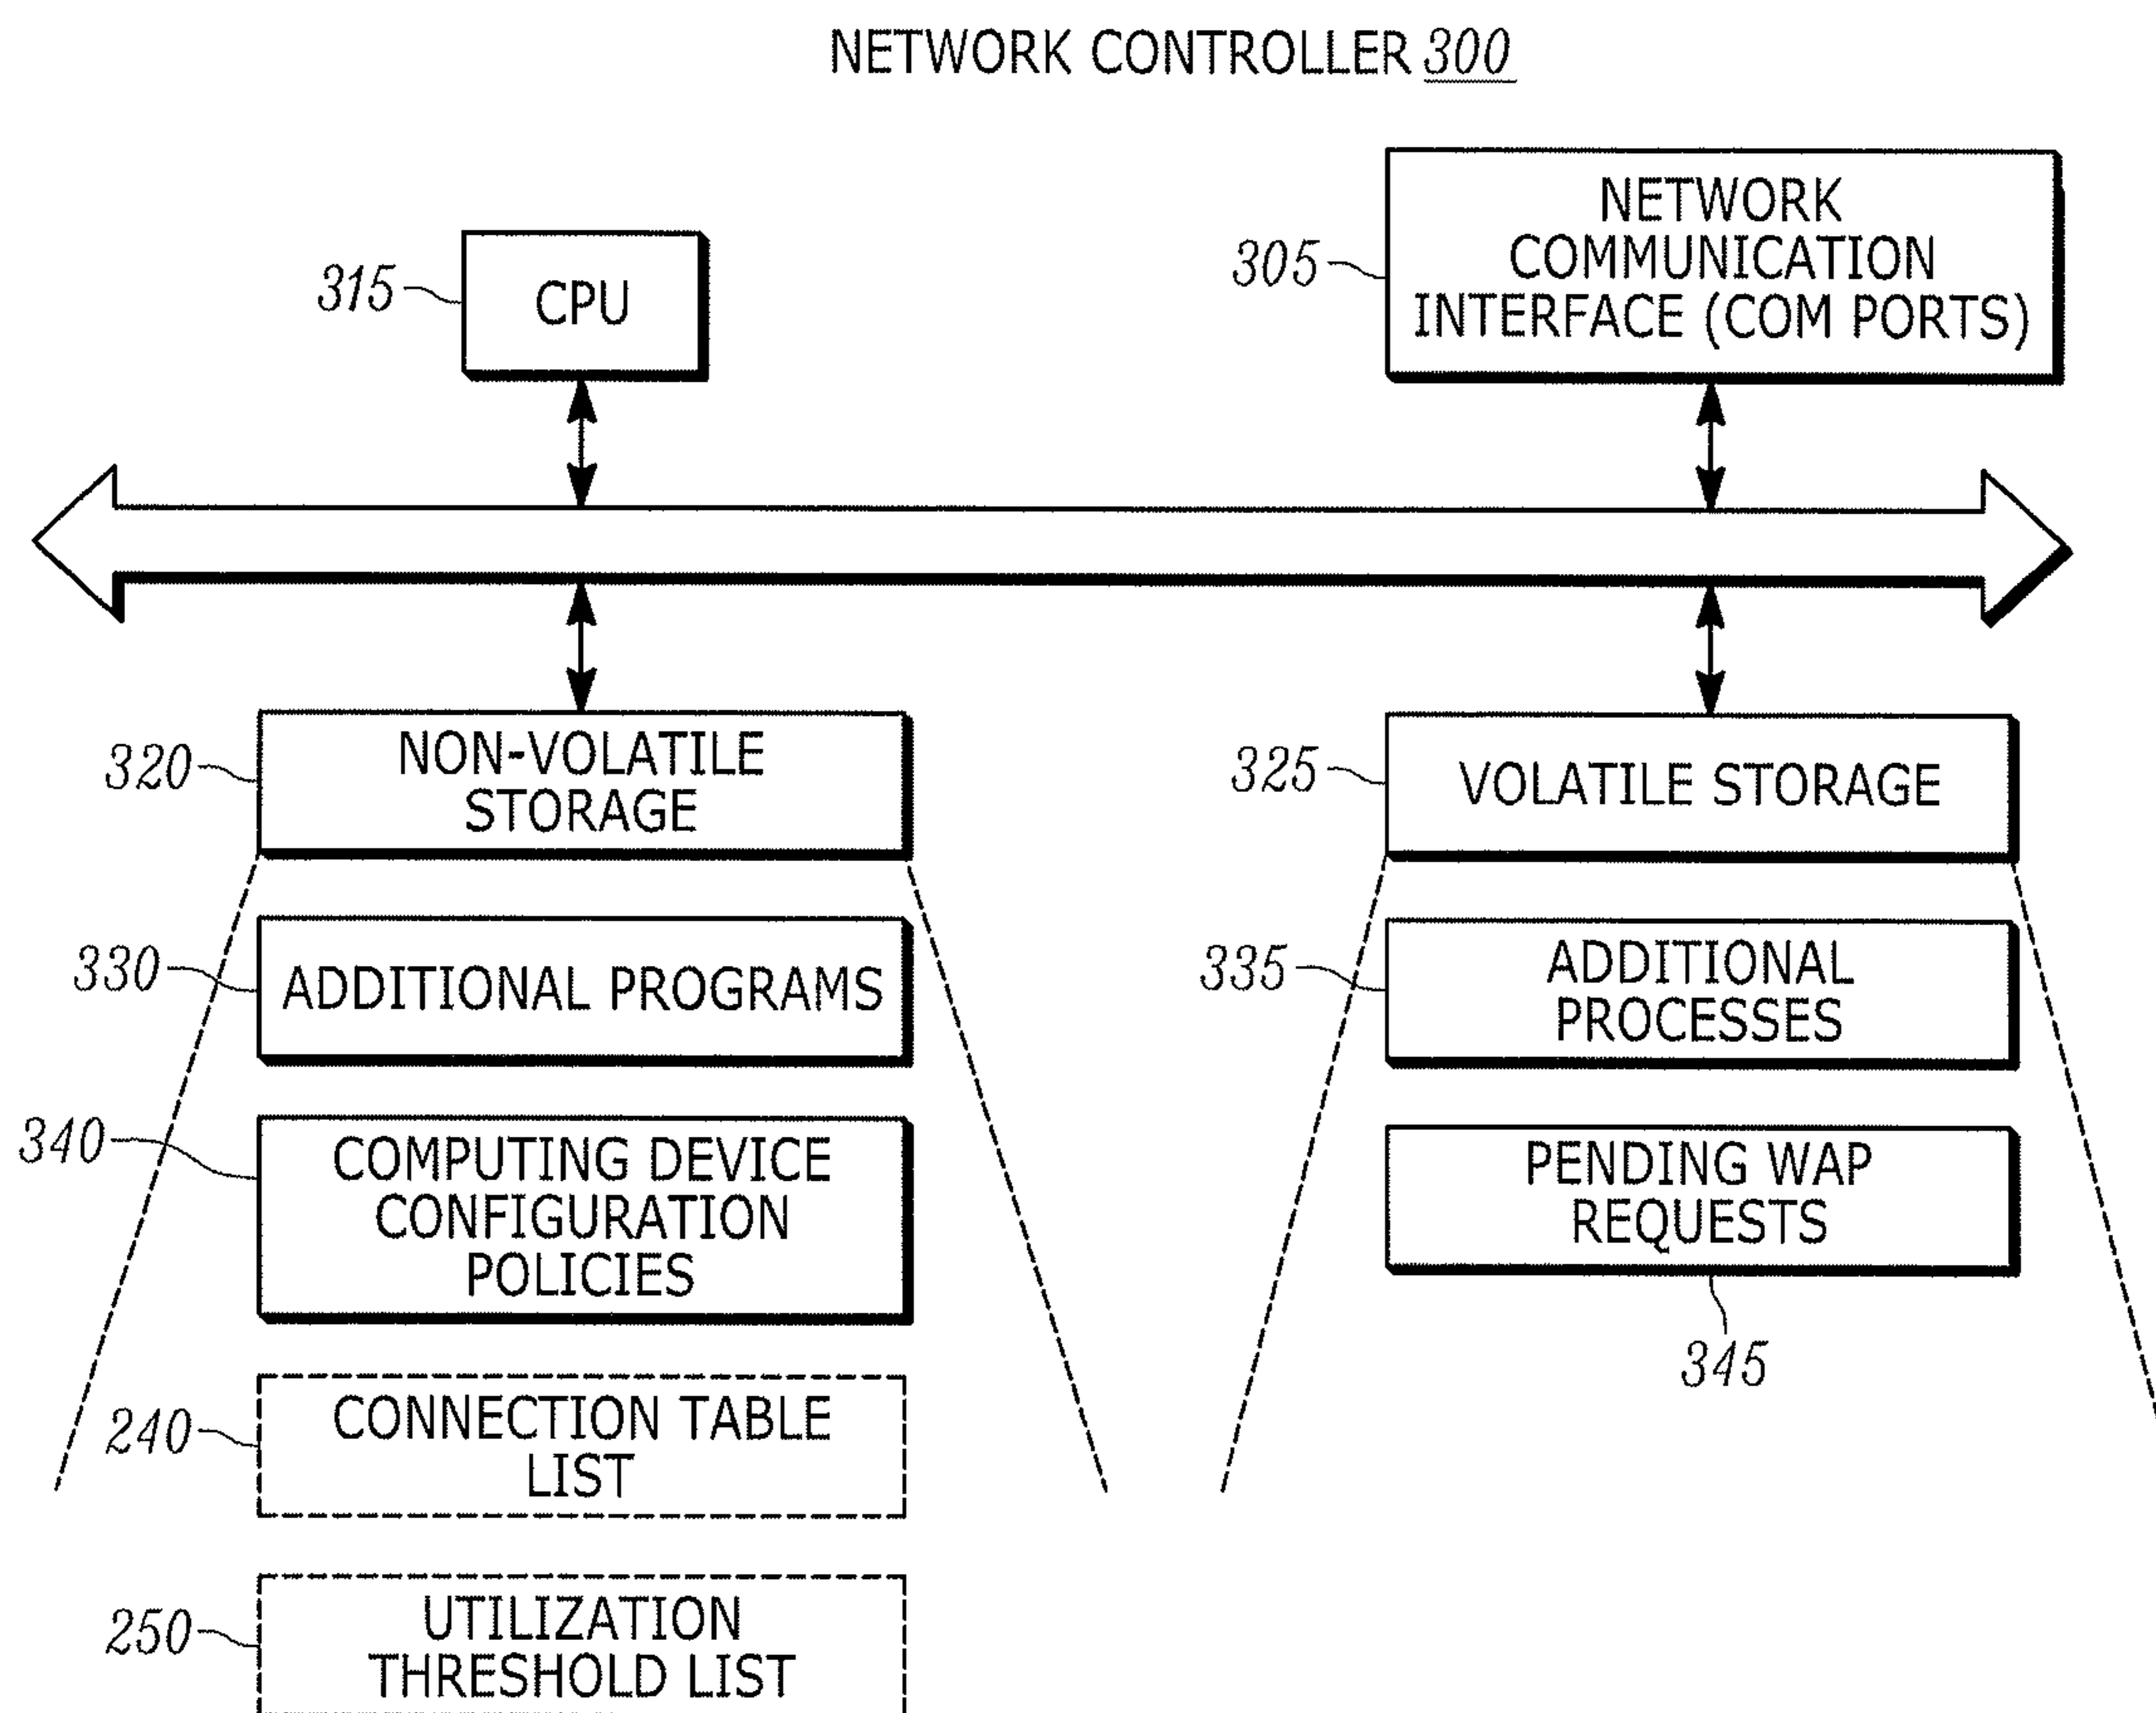 NETWORK CONTROLLER 300
315
CPU
305
NETWORK
COMMUNICATION
INTERFACE (COM PORTS)
320
NON-VOLATILE
STORAGE
325
VOLATILE STORAGE
330
ADDITIONAL PROGRAMS
335
ADDITIONAL
PROCESSES
340
COMPUTING DEVICE
CONFIGURATION
POLICIES
PENDING WAP
REQUESTS
345
240
CONNECTION TABLE
LIST
250
UTILIZATION
THRESHOLD LIST